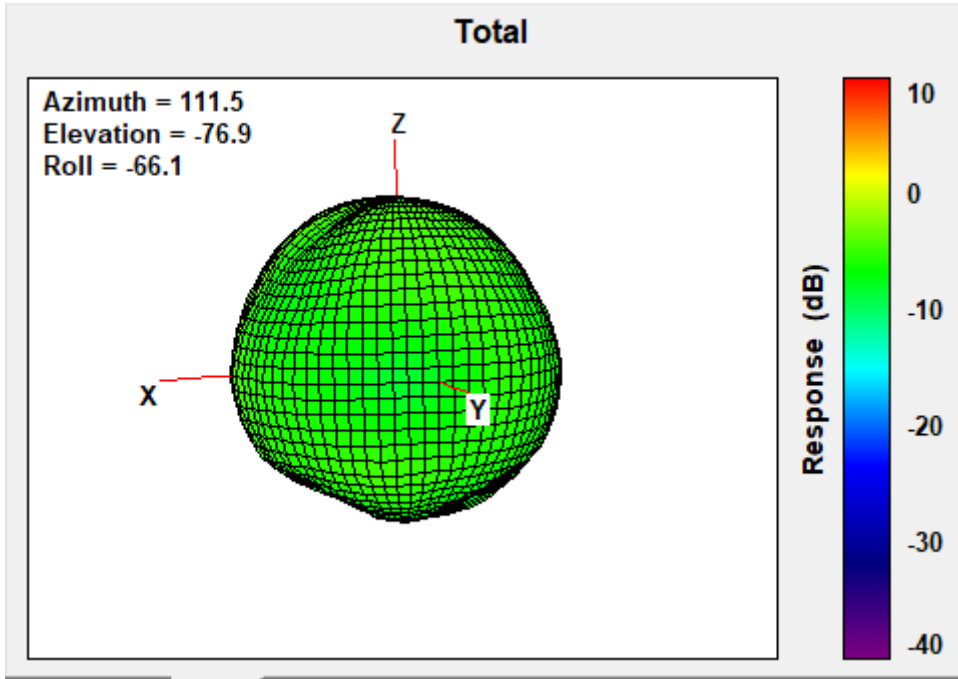 Total
Azimuth = 111.5
Elevation = -76.9
Roll = -66.1
Z
X
Y
10
0
-10
-20
-30
-40
Response (dB)